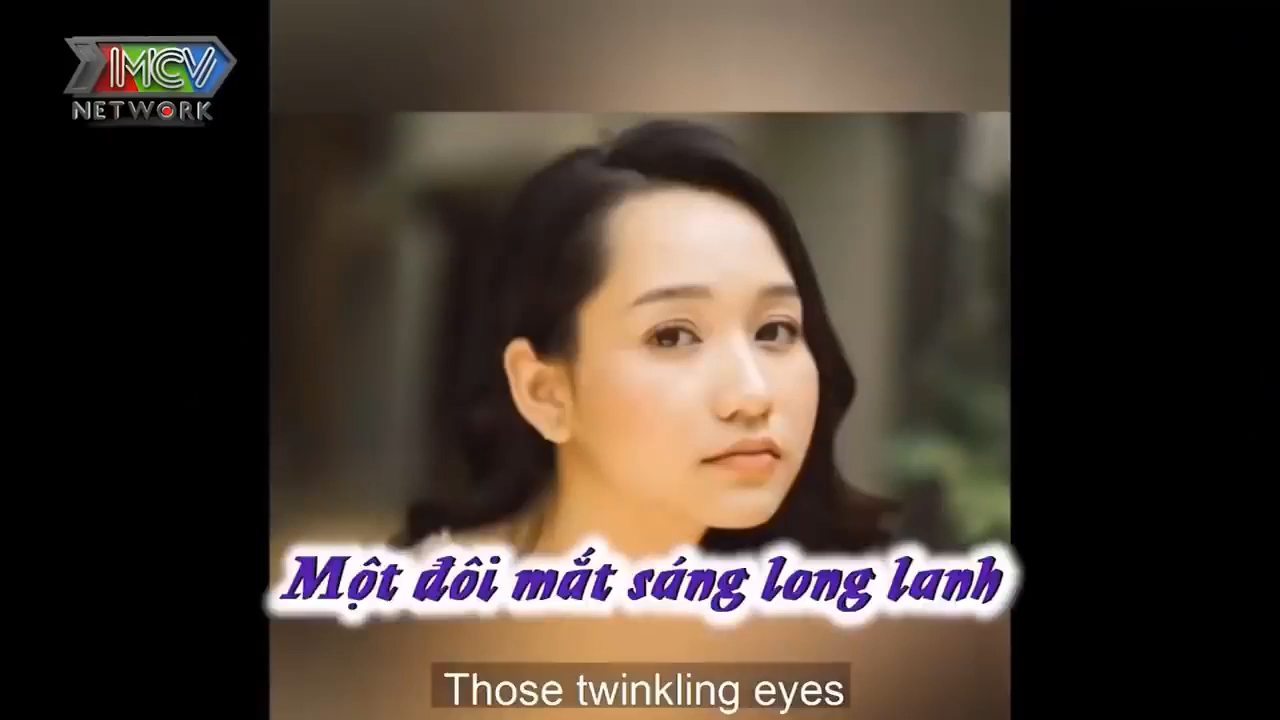 MCV
NETWORK
Một đôi mắt sáng long lanh
Those twinkling eyes